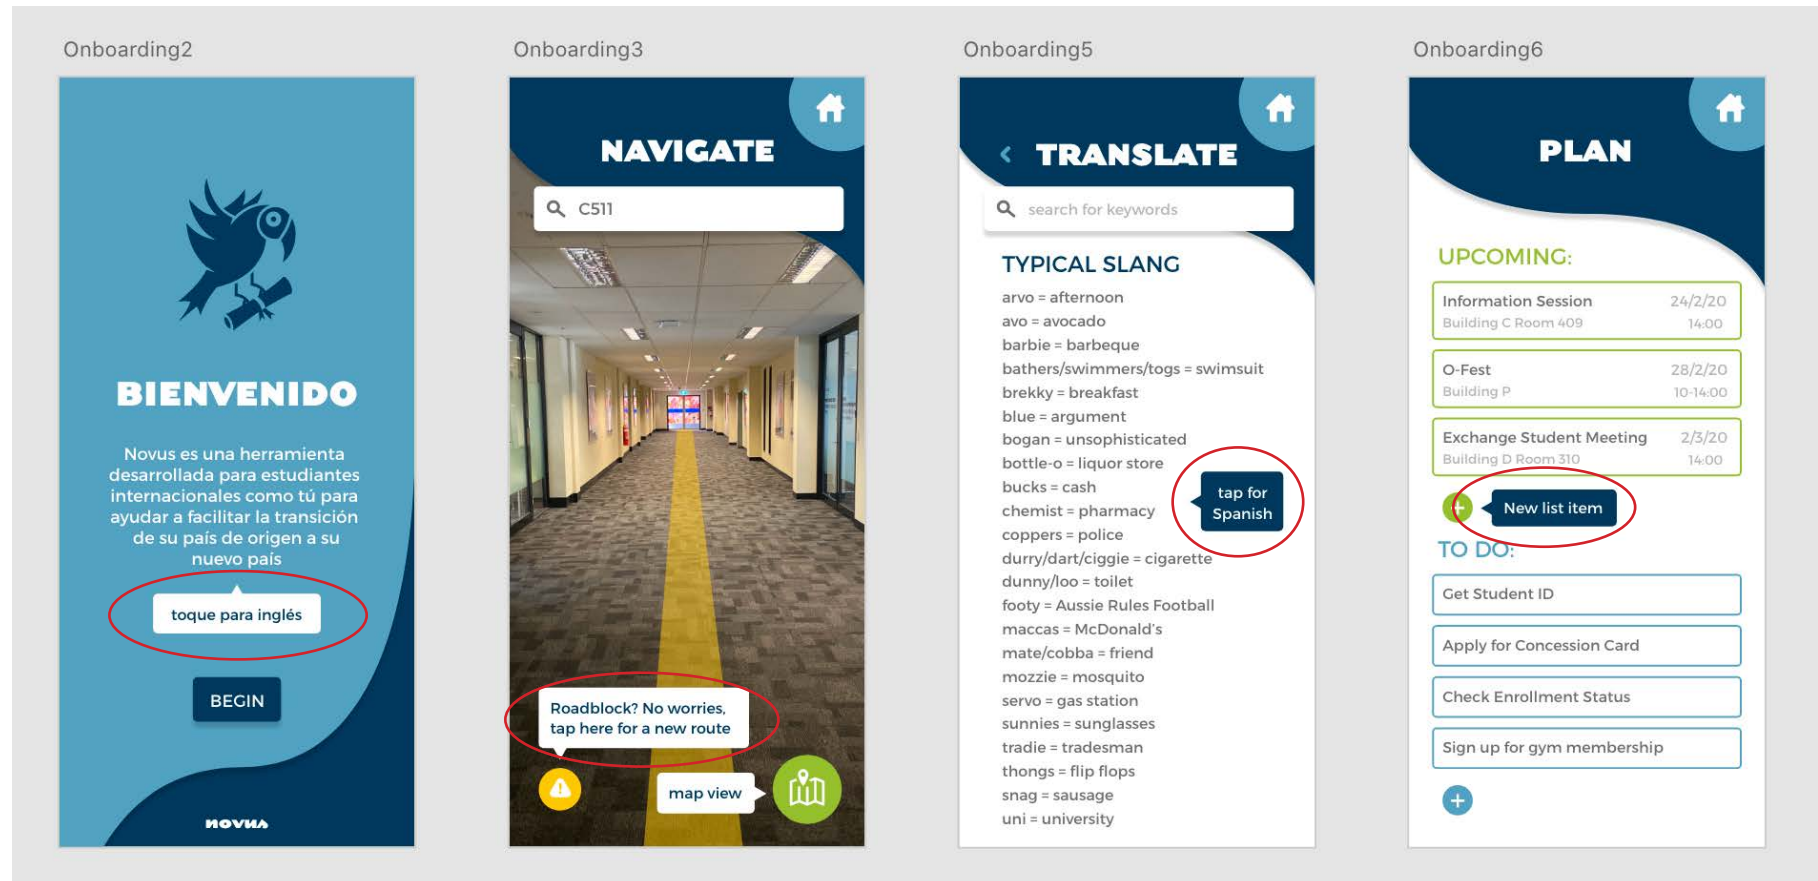 Onboarding2
BIENVENIDO
Novus es una herramienta
desarrollada para estudiantes
internacionales como tú para
ayudar a facilitar la transición
de su país de origen a su
nuevo país
toque para inglés
BEGIN
NOVUS
Onboarding3
NAVIGATE
C511
Roadblock? No worries,
tap here for a new route
map view
Onboarding5
TRANSLATE
search for keywords
TYPICAL SLANG
arvo = afternoon
avo = avocado
barbie = barbeque
bathers/swimmers/togs = swimsuit
brekky = breakfast
blue = argument
bogan = unsophisticated
bottle-o = liquor store
bucks = cash
chemist = pharmacy
coppers = police
durry/dart/ciggie = cigarette
dunny/loo = toilet
footy = Aussie Rules Football
maccas = McDonald's
mate/cobba = friend
mozzie = mosquito
servo = gas station
sunnies = sunglasses
tradie = tradesman
thongs = flip flops
snag = sausage
uni = university
tap for
Spanish
Onboarding6
PLAN
UPCOMING:
Information Session 24/2/20
Building C Room 409 14:00
O-Fest 28/2/20
Building P 10-14:00
Exchange Student Meeting 2/3/20
Building D Room 310 14:00
New list item
TO DO:
Get Student ID
Apply for Concession Card
Check Enrollment Status
Sign up for gym membership